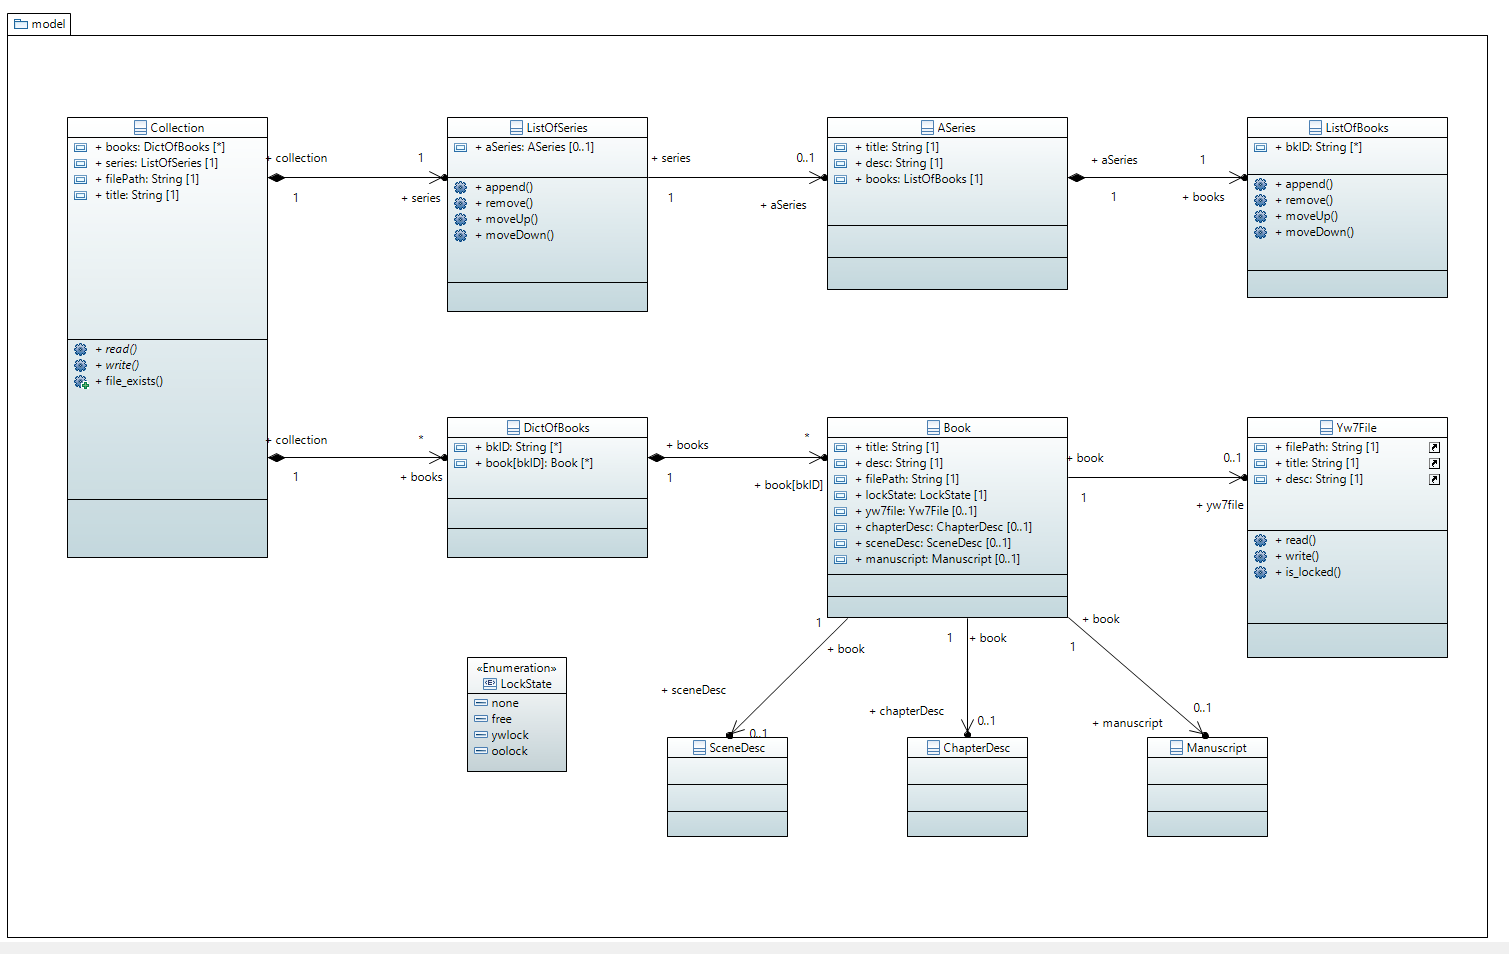 model
Collection
+ books: DictOfBooks [*]
+ series: ListOfSeries [1]
+ filePath: String [1]
+ title: String [1]
+ read()
+ write()
+ file_exists()
+ collection
1
1
+ series
ListOfSeries
+ aSeries: ASeries [0..1]
+ append()
+ remove()
+ moveUp()
+ moveDown()
+ series
0..1
1
+ aSeries
ASeries
+ title: String [1]
+ desc: String [1]
+ books: ListOfBooks [1]
+ aSeries
1
1
+ books
ListOfBooks
+ bkID: String [*]
+ append()
+ remove()
+ moveUp()
+ moveDown()
+ collection
*
1
+ books
DictOfBooks
+ bkID: String [*]
+ book[bkID]: Book [*]
+ books
*
1
+ book[bkID]
Book
+ title: String [1]
+ desc: String [1]
+ filePath: String [1]
+ lockState: LockState [1]
+ yw7file: Yw7File [0..1]
+ chapterDesc: ChapterDesc [0..1]
+ sceneDesc: SceneDesc [0..1]
+ manuscript: Manuscript [0..1]
+ book
0..1
1
+ yw7file
Yw7File
+ filePath: String [1]
+ title: String [1]
+ desc: String [1]
+ read()
+ write()
+ is_locked()
1
+ book
+ sceneDesc
0..1
1
+ book
+ chapterDesc
0..1
+ book
1
0..1
+ manuscript
«Enumeration»
LockState
none
free
ywlock
oolock
SceneDesc
ChapterDesc
Manuscript